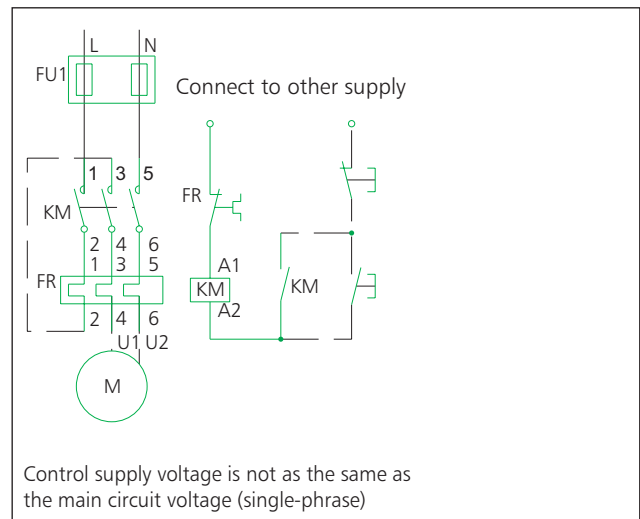 L N
FU1
Connect to other supply
1 3 5
KM
FR
2 4 6
1 3 5
FR
A1
KM
KM
A2
2 4 6
U1 U2
M
Control supply voltage is not as the same as
the main circuit voltage (single-phrase)